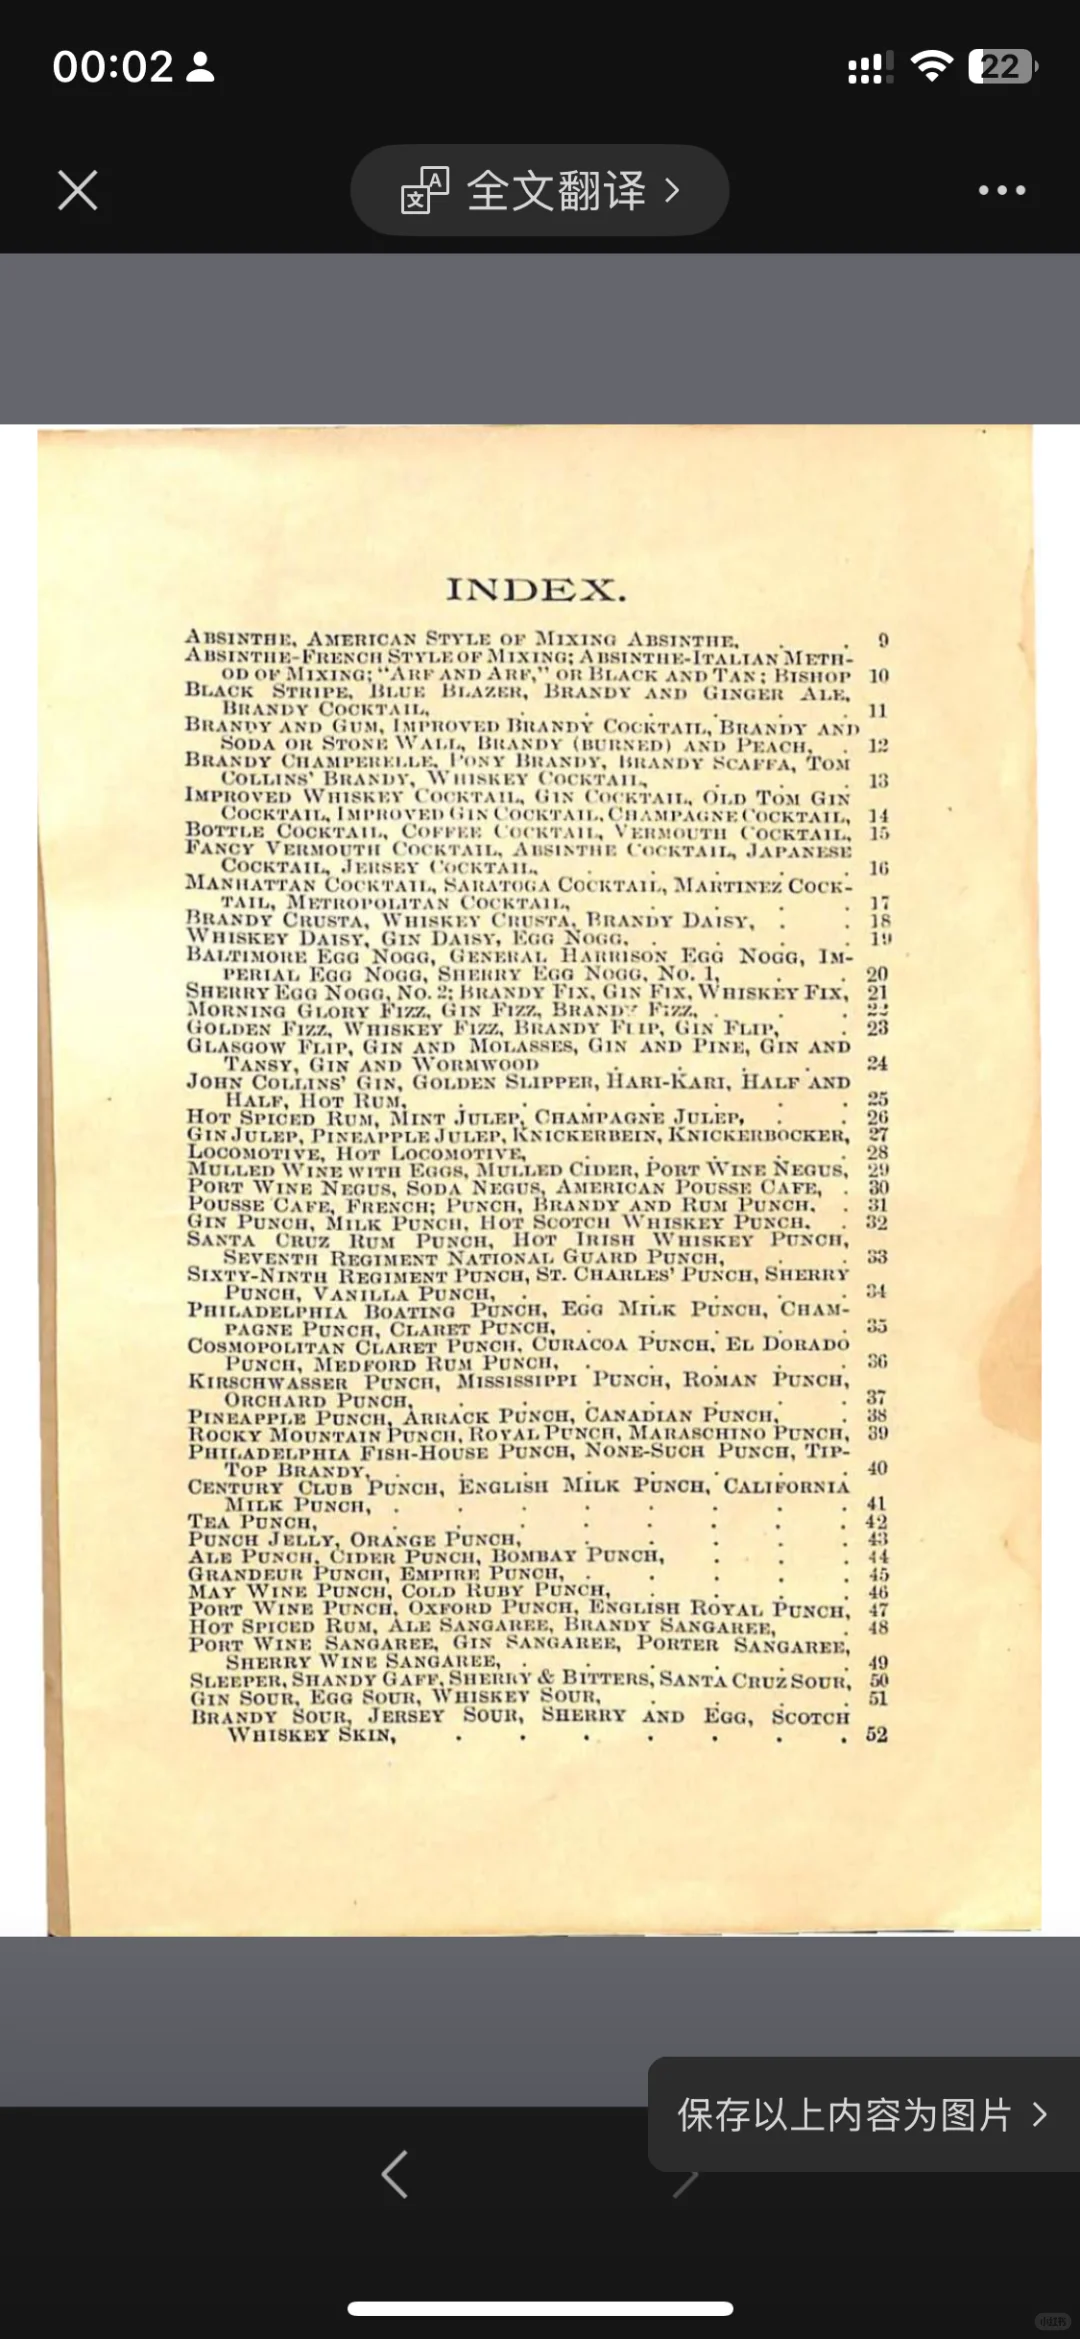 00:02
22
全文翻译
INDEX.
ABSINTHE, AMERICAN STYLE OF MIXING ABSINTHE, . . 9
ABSINTHE-FRENCH STYLE OF MIXING; ABSINTHE-ITALIAN METH-
OD OF MIXING; "ARF AND ARF," OR BLACK AND TAN; BISHOP 10
BLACK STRIPE, BLUE BLAZER, BRANDY AND GINGER ALE,
BRANDY COCKTAIL, . . . . . . 11
BRANDY AND GUM, IMPROVED BRANDY COCKTAIL, BRANDY AND
SODA OR STONE WALL, BRANDY (BURNED) AND PEACH, . 12
BRANDY CHAMPERELLE, PONY BRANDY, BRANDY SCAFFA, TOM
COLLINS' BRANDY, WHISKEY COCKTAIL, . . . 13
IMPROVED WHISKEY COCKTAIL, GIN COCKTAIL, OLD TOM GIN
COCKTAIL, IMPROVED GIN COCKTAIL, CHAMPAGNE COCKTAIL, 14
BOTTLE COCKTAIL, COFFEE COCKTAIL, VERMOUTH COCKTAIL, 15
FANCY VERMOUTH COCKTAIL, ABSINTHE COCKTAIL, JAPANESE
COCKTAIL, JERSEY COCKTAIL, . . . . . 16
MANHATTAN COCKTAIL, SARATOGA COCKTAIL, MARTINEZ COCK-
TAIL, METROPOLITAN COCKTAIL, . . . . 17
BRANDY CRUSTA, WHISKEY CRUSTA, BRANDY DAISY, . . 18
WHISKEY DAISY, GIN DAISY, EGG NOGG, . . . . 19
BALTIMORE EGG NOGG, GENERAL HARRISON EGG NOGG, IM-
PERIAL EGG NOGG, SHERRY EGG NOGG, NO. 1, . . 20
SHERRY EGG NOGG, NO. 2; BRANDY FIX, GIN FIX, WHISKEY FIX, 21
MORNING GLORY FIZZ, GIN FIZZ, BRANDY FIZZ, . . . 22
GOLDEN FIZZ, WHISKEY FIZZ, BRANDY FLIP, GIN FLIP, . 23
GLASGOW FLIP, GIN AND MOLASSES, GIN AND PINE, GIN AND
TANSY, GIN AND WORMWOOD . . . . 24
JOHN COLLINS' GIN, GOLDEN SLIPPER, HARI-KARI, HALF AND
HALF, HOT RUM, . . . . . . . 25
HOT SPICED RUM, MINT JULEP, CHAMPAGNE JULEP, . . 26
GIN JULEP, PINEAPPLE JULEP, KNICKERBEIN, KNICKERBOCKER, 27
LOCOMOTIVE, HOT LOCOMOTIVE, . . . . . 28
MULLED WINE WITH EGGS, MULLED CIDER, PORT WINE NEGUS, 29
PORT WINE NEGUS, SODA NEGUS, AMERICAN POUSSE CAFE, . 30
POUSSE CAFE, FRENCH; PUNCH, BRANDY AND RUM PUNCH. . 31
GIN PUNCH, MILK PUNCH, HOT SCOTCH WHISKEY PUNCH. . 32
SANTA CRUZ RUM PUNCH, HOT IRISH WHISKEY PUNCH,
SEVENTH REGIMENT NATIONAL GUARD PUNCH, . . 33
SIXTY-NINTH REGIMENT PUNCH, ST. CHARLES' PUNCH, SHERRY
PUNCH, VANILLA PUNCH, . . . . . . 34
PHILADELPHIA BOATING PUNCH, EGG MILK PUNCH, CHAM-
PAGNE PUNCH, CLARET PUNCH, . . . . . 35
COSMOPOLITAN CLARET PUNCH, CURACOA PUNCH, EL DORADO
PUNCH, MEDFORD RUM PUNCH, . . . . . 36
KIRSCHWASSER PUNCH, MISSISSIPPI PUNCH, ROMAN PUNCH,
ORCHARD PUNCH, . . . . . . . 37
PINEAPPLE PUNCH, ARRACK PUNCH, CANADIAN PUNCH, . 38
ROCKY MOUNTAIN PUNCH, ROYAL PUNCH, MARASCHINO PUNCH, 39
PHILADELPHIA FISH-HOUSE PUNCH, NONE-SUCH PUNCH, TIP-
TOP BRANDY, . . . . . . . . 40
CENTURY CLUB PUNCH, ENGLISH MILK PUNCH, CALIFORNIA
MILK PUNCH, . . . . . . . . 41
TEA PUNCH, . . . . . . . . 42
PUNCH JELLY, ORANGE PUNCH, . . . . . 43
ALE PUNCH, CIDER PUNCH, BOMBAY PUNCH, . . . 44
GRANDEUR PUNCH, EMPIRE PUNCH, . . . . . 45
MAY WINE PUNCH, COLD RUBY PUNCH, . . . . 46
PORT WINE PUNCH, OXFORD PUNCH, ENGLISH ROYAL PUNCH, 47
HOT SPICED RUM, ALE SANGAREE, BRANDY SANGAREE, . 48
PORT WINE SANGAREE, GIN SANGAREE, PORTER SANGAREE,
SHERRY WINE SANGAREE, . . . . . . 49
SLEEPER, SHANDY GAFF, SHERRY & BITTERS, SANTA CRUZ SOUR, 50
GIN SOUR, EGG SOUR, WHISKEY SOUR, . . . . 51
BRANDY SOUR, JERSEY SOUR, SHERRY AND EGG, SCOTCH
WHISKEY SKIN, . . . . . . . 52
保存以上内容为图片
小红书